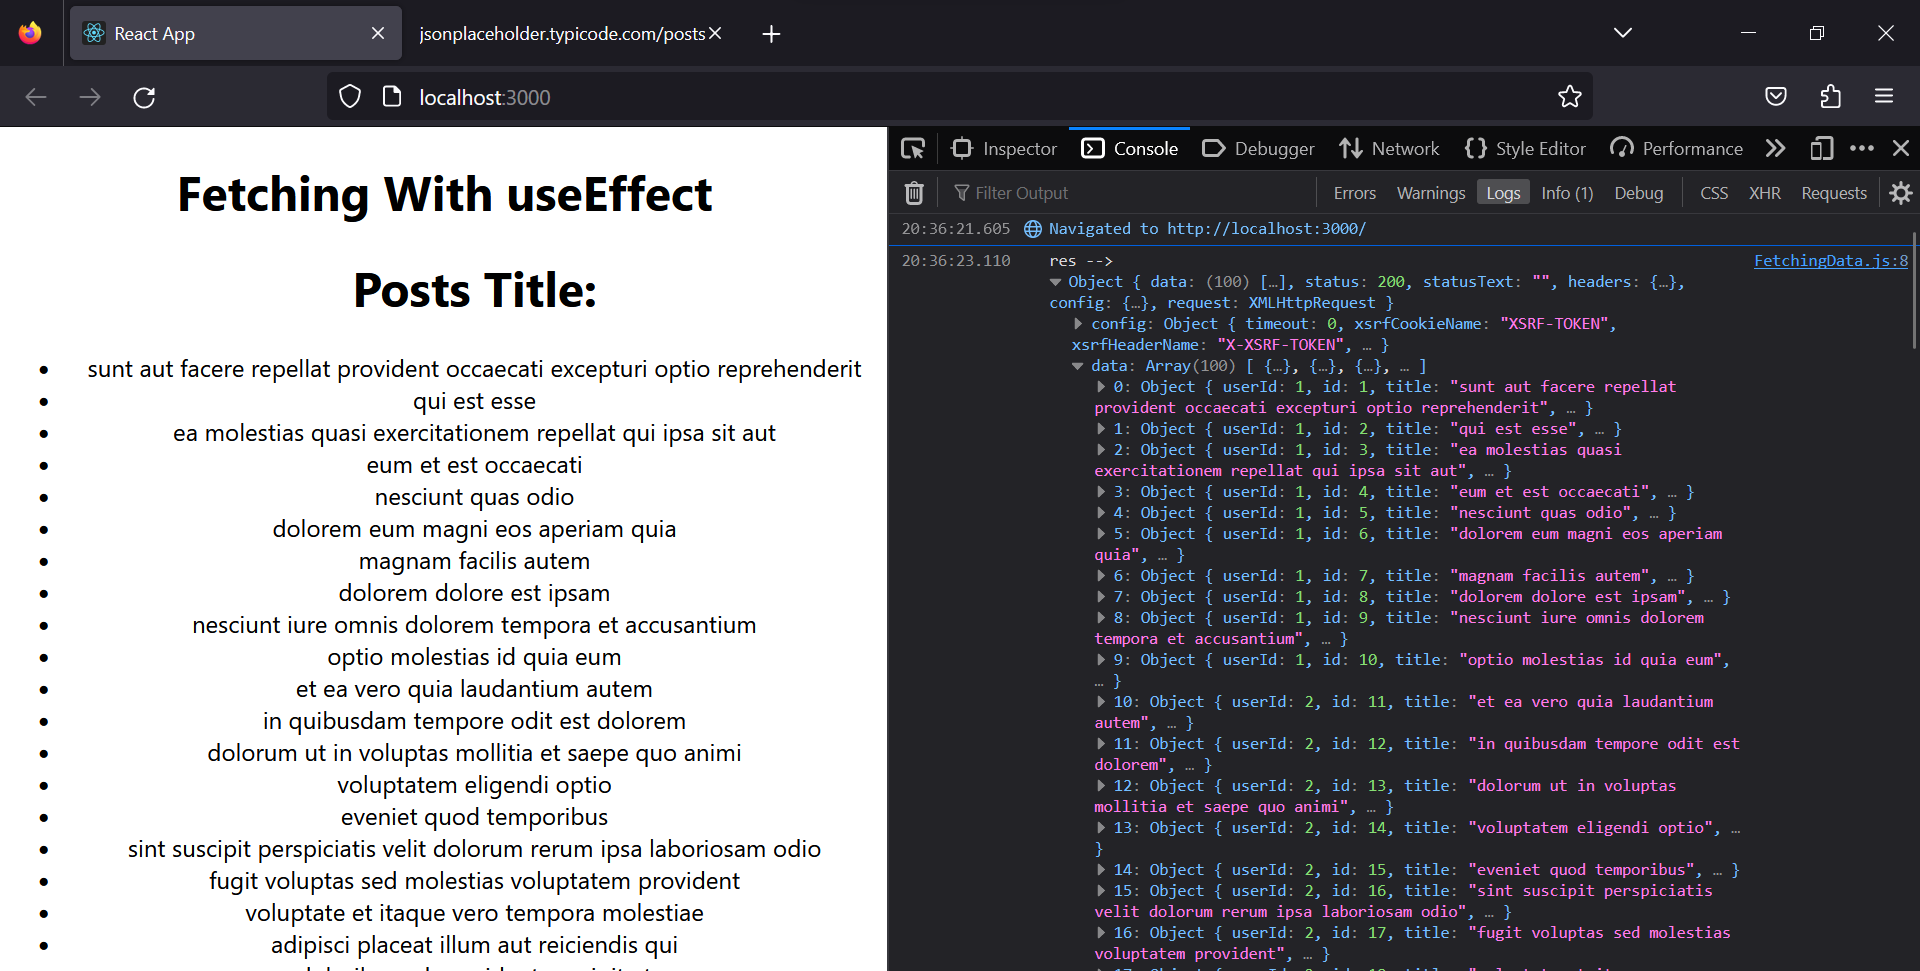 React App
jsonplaceholder.typicode.com/posts
localhost:3000
Fetching With useEffect
Posts Title:
• sunt aut facere repellat provident occaecati excepturi optio reprehenderit
• qui est esse
• ea molestias quasi exercitationem repellat qui ipsa sit aut
• eum et est occaecati
• nesciunt quas odio
• dolorem eum magni eos aperiam quia
• magnam facilis autem
• dolorem dolore est ipsam
• nesciunt iure omnis dolorem tempora et accusantium
• optio molestias id quia eum
• et ea vero quia laudantium autem
• in quibusdam tempore odit est dolorem
• dolorum ut in voluptas mollitia et saepe quo animi
• voluptatem eligendi optio
• eveniet quod temporibus
• sint suscipit perspiciatis velit dolorum rerum ipsa laboriosam odio
• fugit voluptas sed molestias voluptatem provident
• voluptate et itaque vero tempora molestiae
• adipisci placeat illum aut reiciendis qui
Inspector Console Debugger Network Style Editor Performance
Filter Output Errors Warnings Logs Info (1) Debug CSS XHR Requests
20:36:21.605 Navigated to http://localhost:3000/
20:36:23.110 res --> FetchingData.js:8
Object { data: (100) […], status: 200, statusText: "", headers: {…},
config: {…}, request: XMLHttpRequest }
config: Object { timeout: 0, xsrfCookieName: "XSRF-TOKEN",
xsrfHeaderName: "X-XSRF-TOKEN", … }
data: Array(100) [ {…}, {…}, {…}, … ]
0: Object { userId: 1, id: 1, title: "sunt aut facere repellat
provident occaecati excepturi optio reprehenderit", … }
1: Object { userId: 1, id: 2, title: "qui est esse", … }
2: Object { userId: 1, id: 3, title: "ea molestias quasi
exercitationem repellat qui ipsa sit aut", … }
3: Object { userId: 1, id: 4, title: "eum et est occaecati", … }
4: Object { userId: 1, id: 5, title: "nesciunt quas odio", … }
5: Object { userId: 1, id: 6, title: "dolorem eum magni eos aperiam
quia", … }
6: Object { userId: 1, id: 7, title: "magnam facilis autem", … }
7: Object { userId: 1, id: 8, title: "dolorem dolore est ipsam", … }
8: Object { userId: 1, id: 9, title: "nesciunt iure omnis dolorem
tempora et accusantium", … }
9: Object { userId: 1, id: 10, title: "optio molestias id quia eum",
… }
10: Object { userId: 2, id: 11, title: "et ea vero quia laudantium
autem", … }
11: Object { userId: 2, id: 12, title: "in quibusdam tempore odit est
dolorem", … }
12: Object { userId: 2, id: 13, title: "dolorum ut in voluptas
mollitia et saepe quo animi", … }
13: Object { userId: 2, id: 14, title: "voluptatem eligendi optio", …
}
14: Object { userId: 2, id: 15, title: "eveniet quod temporibus", … }
15: Object { userId: 2, id: 16, title: "sint suscipit perspiciatis
velit dolorum rerum ipsa laboriosam odio", … }
16: Object { userId: 2, id: 17, title: "fugit voluptas sed molestias
voluptatem provident", … }